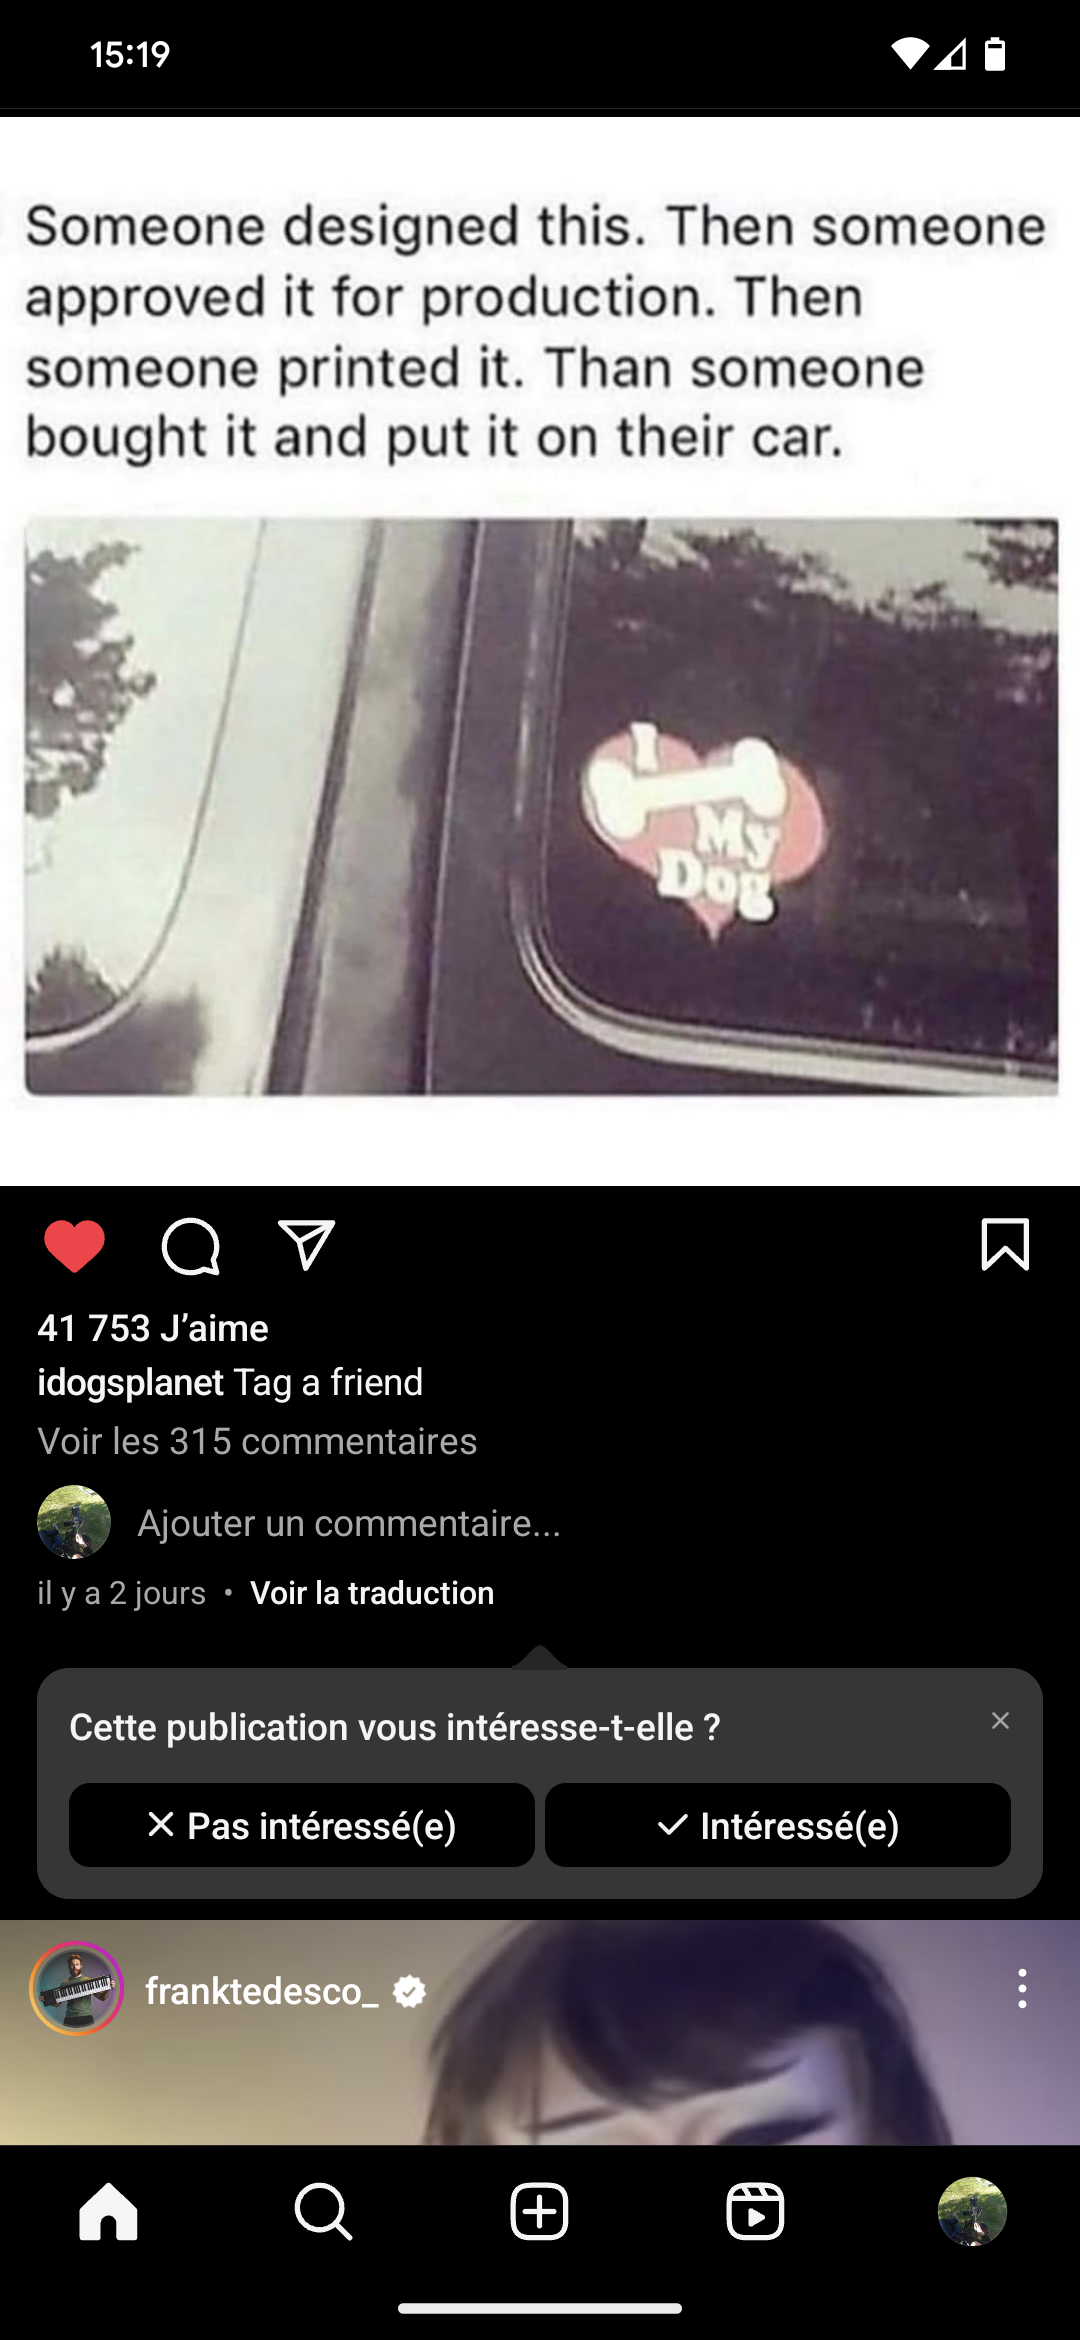 15:19
Someone designed this. Then someone
approved it for production. Then
someone printed it. Than someone
bought it and put it on their car.
I
My
Dog
41 753 J’aime
idogsplanet Tag a friend
Voir les 315 commentaires
Ajouter un commentaire...
il y a 2 jours • Voir la traduction
Cette publication vous intéresse-t-elle ?
Pas intéressé(e)
Intéressé(e)
franktedesco_